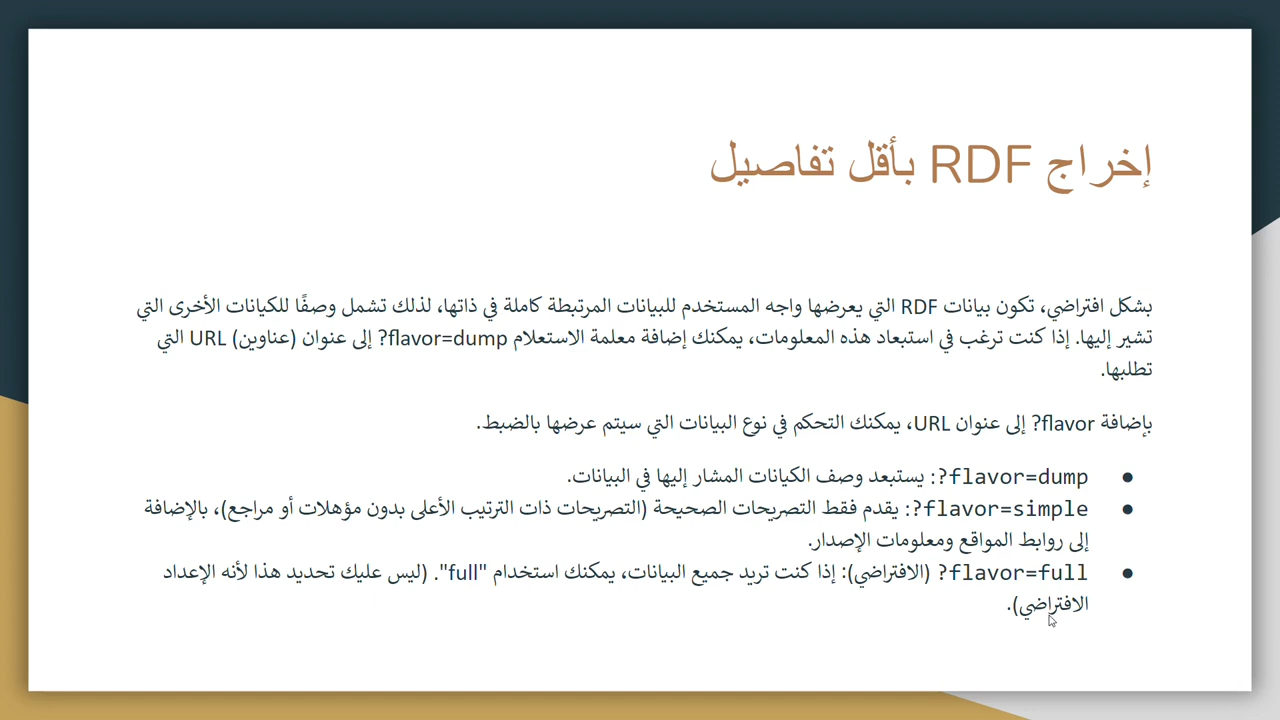 إخراج RDF بأقل تفاصيل
بشكل افتراضي، تكون بيانات RDF التي يعرضها واجه المستخدم للبيانات المرتبطة كاملة في ذاتها، لذلك تشمل وصفًا للكيانات الأخرى التي
تشير إليها. إذا كنت ترغب في استبعاد هذه المعلومات، يمكنك إضافة معلمة الاستعلام ?flavor=dump إلى عنوان (عناوين) URL التي
تطلبها.
بإضافة ?flavor إلى عنوان URL، يمكنك التحكم في نوع البيانات التي سيتم عرضها بالضبط.
● ?flavor=dump: يستبعد وصف الكيانات المشار إليها في البيانات.
● ?flavor=simple: يقدم فقط التصريحات الصحيحة (التصريحات ذات الترتيب الأعلى بدون مؤهلات أو مراجع)، بالإضافة
إلى روابط المواقع ومعلومات الإصدار.
● ?flavor=full (الافتراضي): إذا كنت تريد جميع البيانات، يمكنك استخدام "full". (ليس عليك تحديد هذا لأنه الإعداد
الافتراضي).